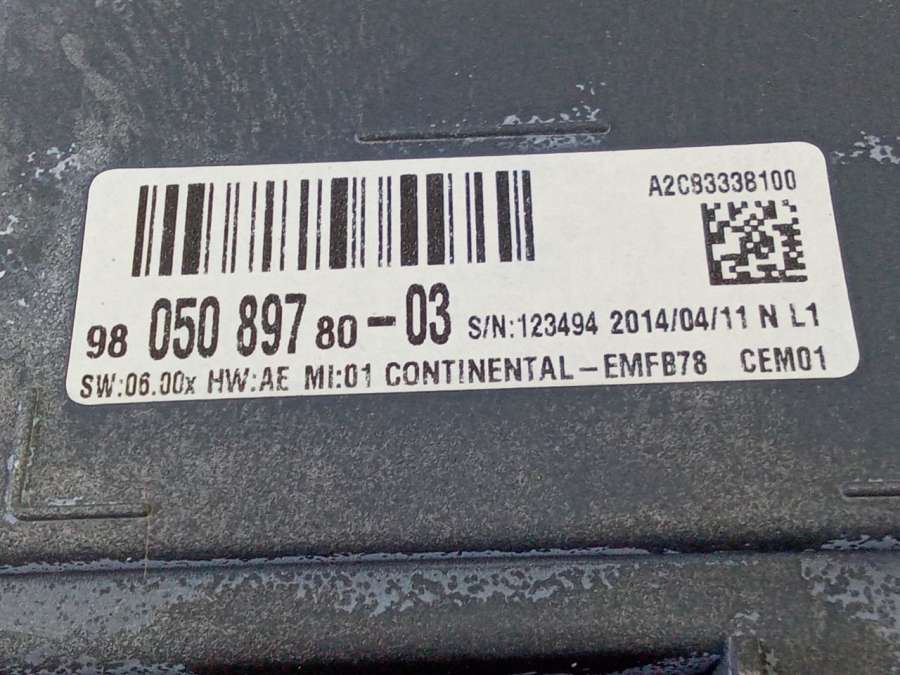 A2C83338100
98 050 897 80-03 S/N:123494 2014/04/11 N L1
SW:06.00x HW:AE MI:01 CONTINENTAL-EMFB78 CEM01